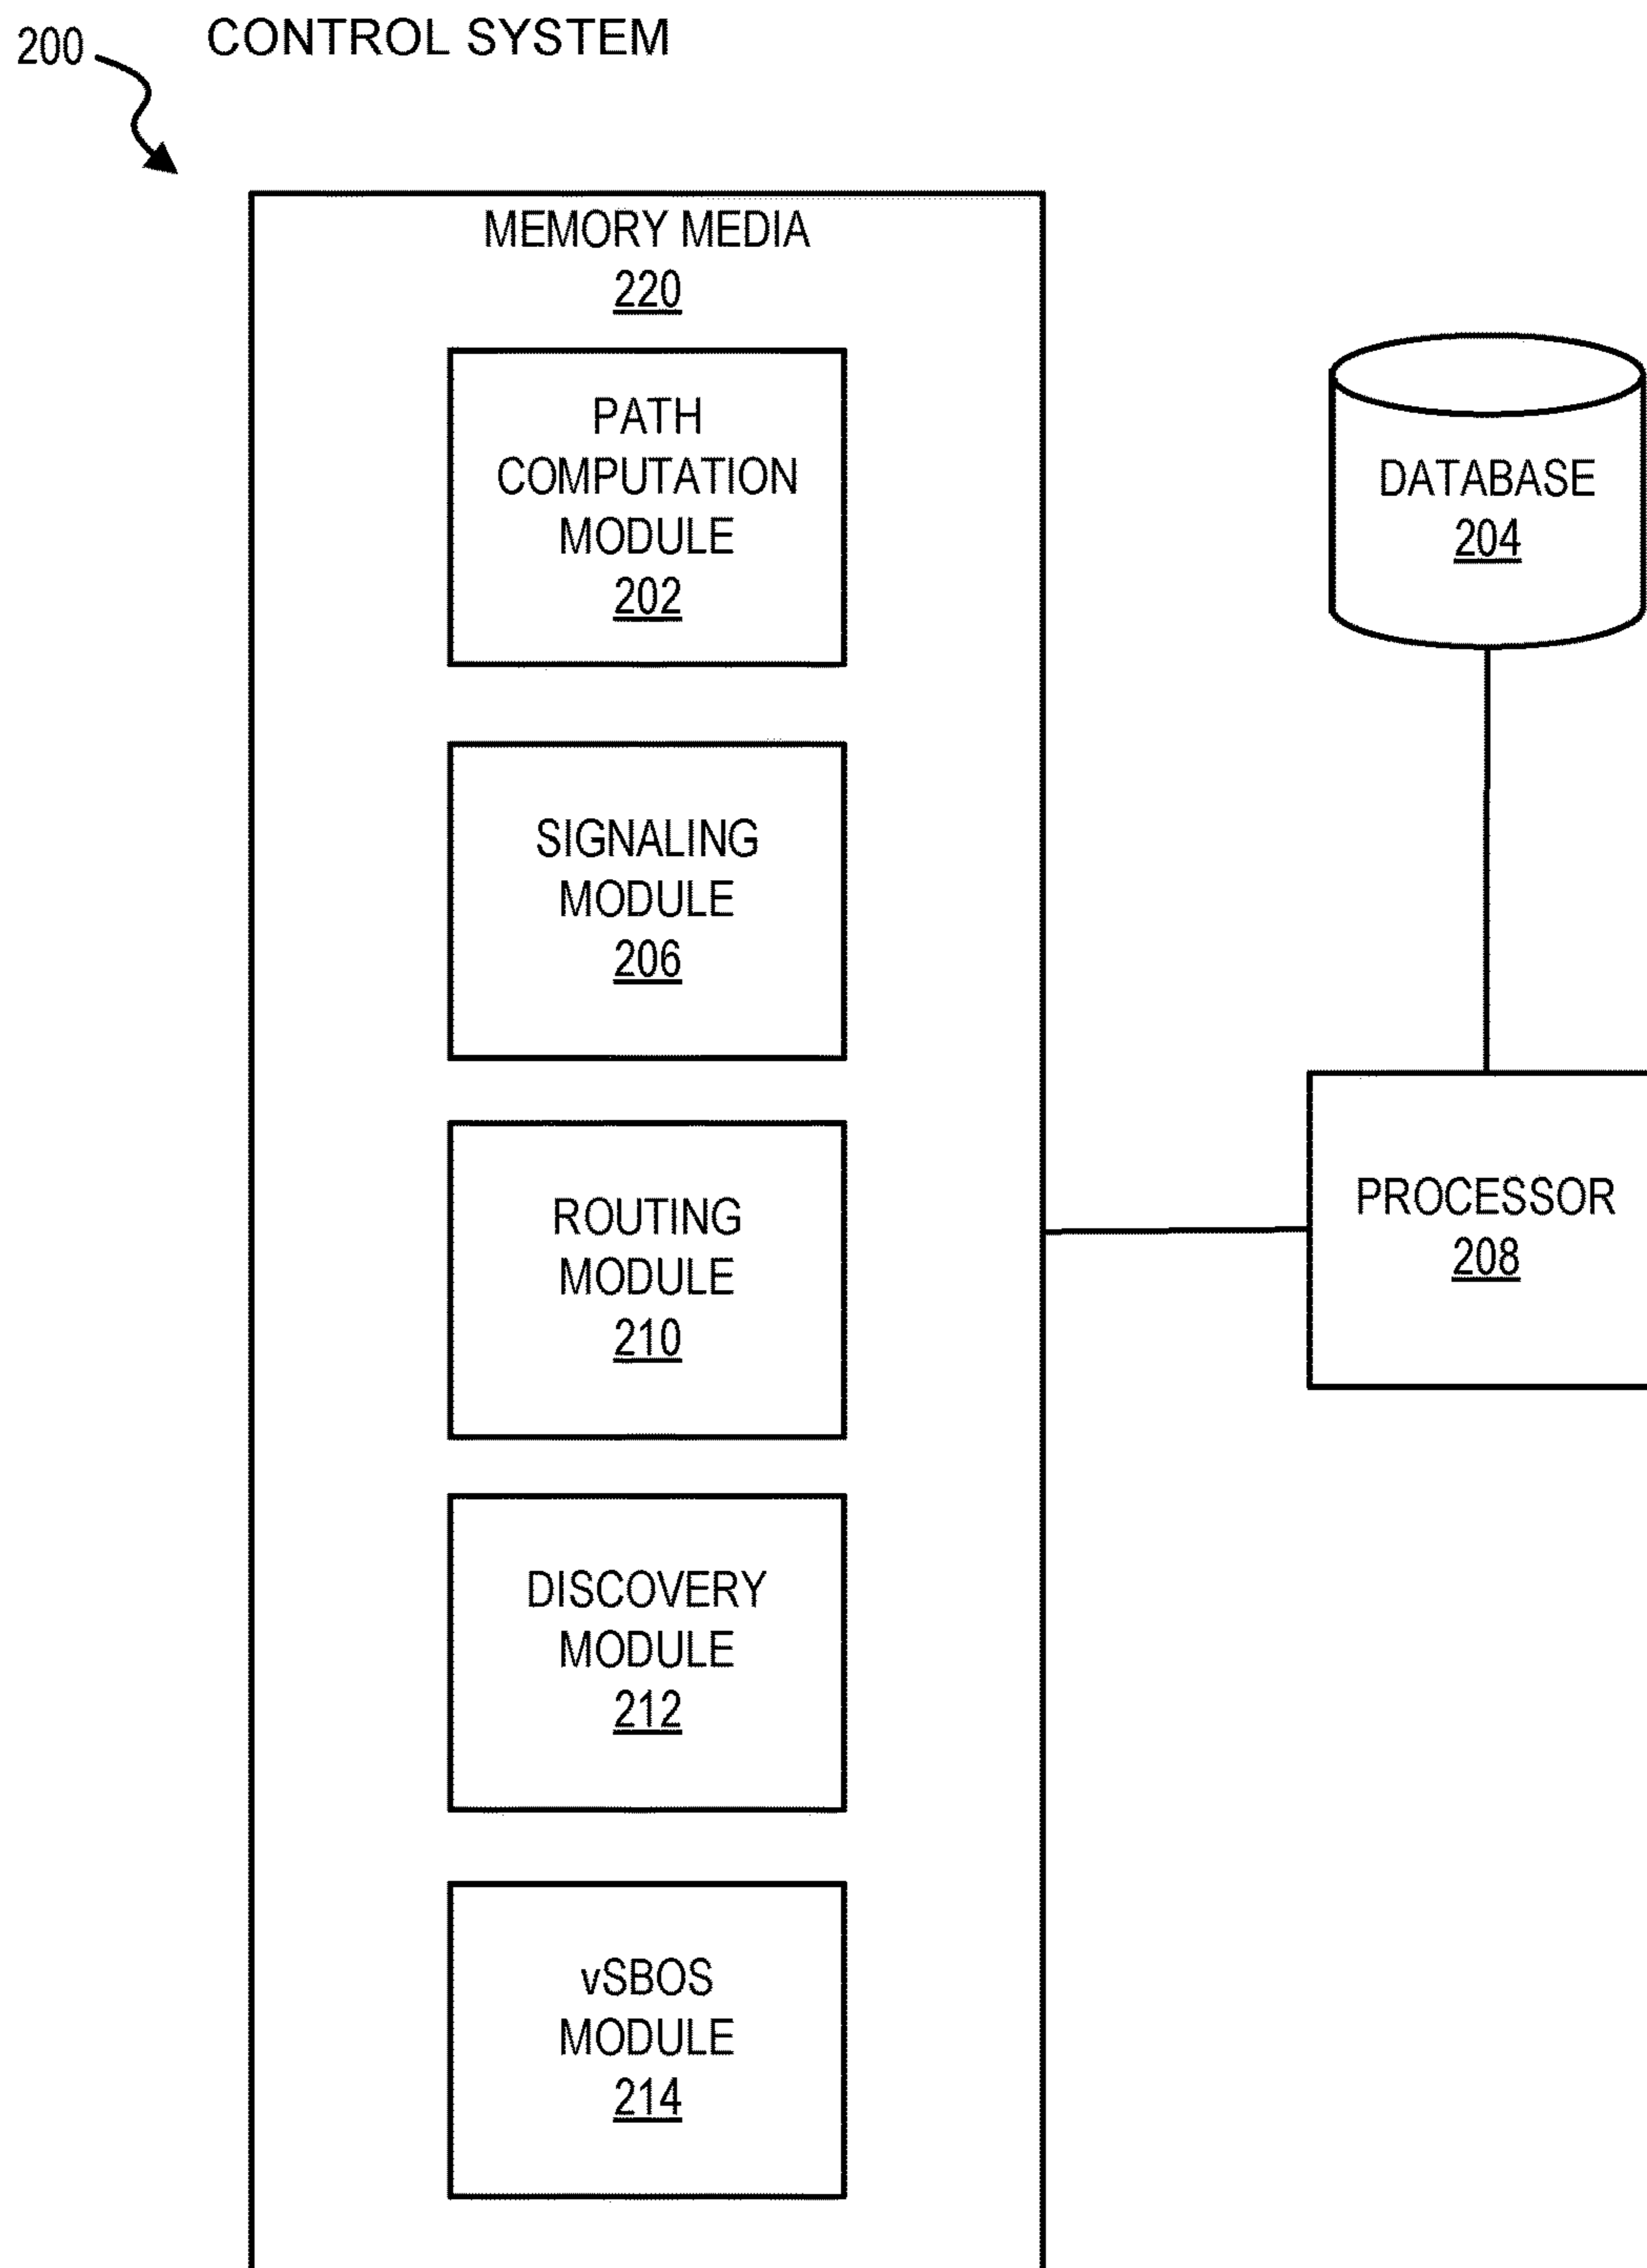 200
CONTROL SYSTEM
MEMORY MEDIA
220
PATH
COMPUTATION
MODULE
202
SIGNALING
MODULE
206
ROUTING
MODULE
210
DISCOVERY
MODULE
212
vSBOS
MODULE
214
DATABASE
204
PROCESSOR
208